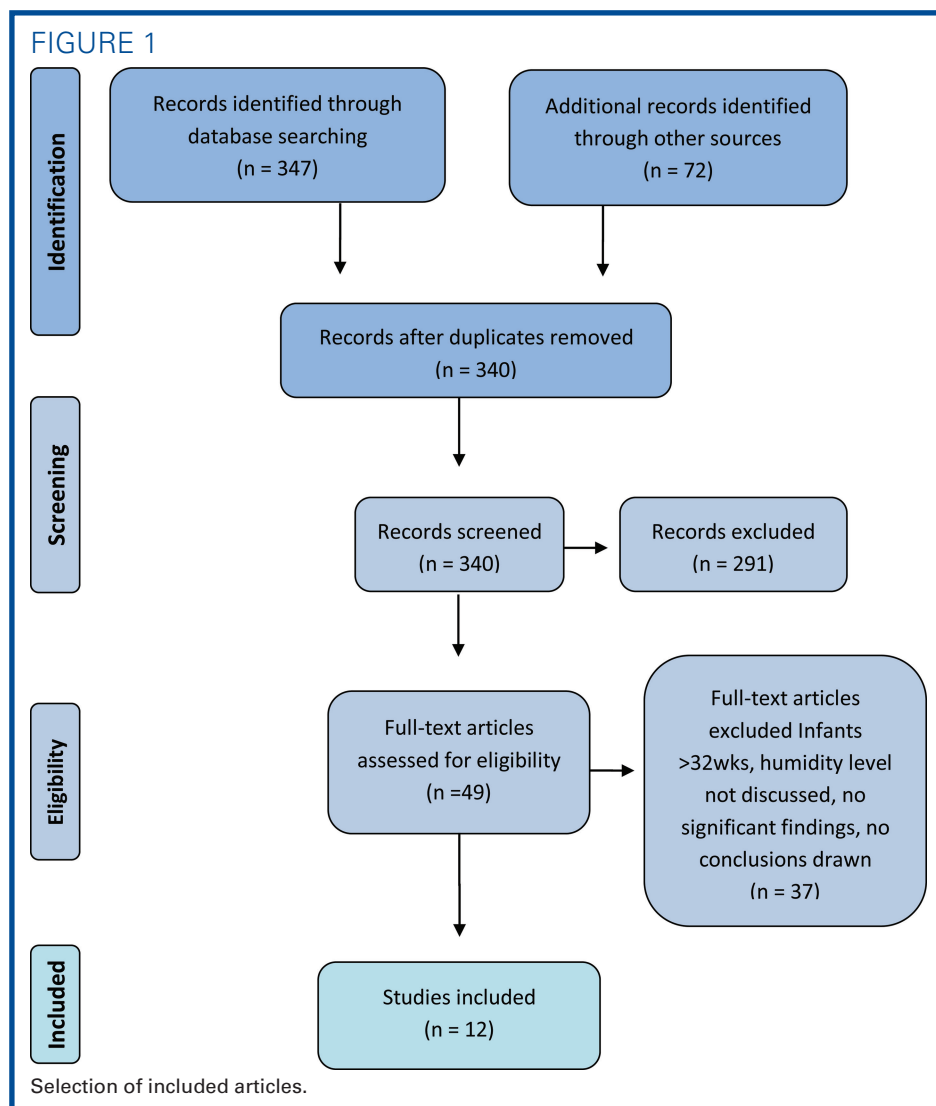 FIGURE 1
Identification
Records identified through
database searching
(n = 347)
Additional records identified
through other sources
(n = 72)
Records after duplicates removed
(n = 340)
Screening
Records screened
(n = 340)
Records excluded
(n = 291)
Eligibility
Full-text articles
assessed for eligibility
(n =49)
Full-text articles
excluded Infants
>32wks, humidity level
not discussed, no
significant findings, no
conclusions drawn
(n = 37)
Included
Studies included
(n = 12)
Selection of included articles.